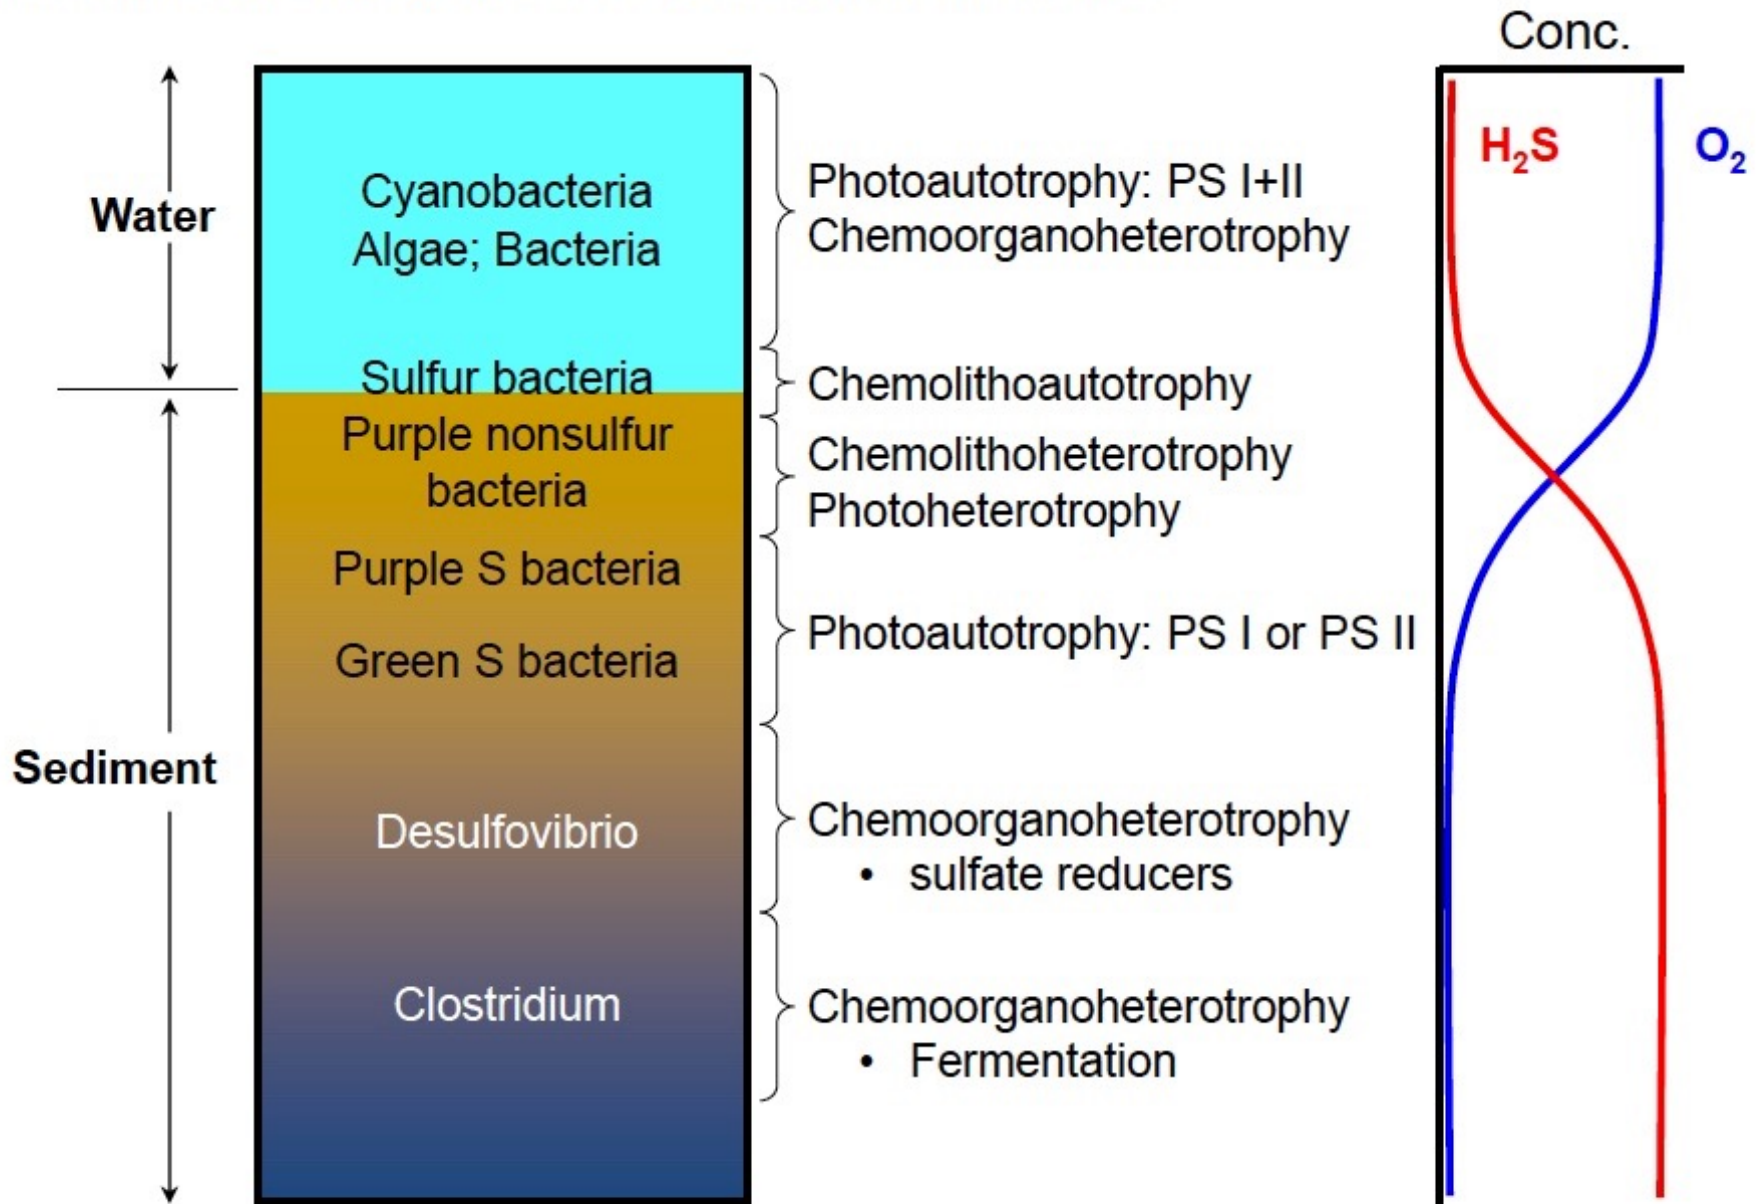 Conc.
H₂S
O₂
Water
Cyanobacteria
Algae; Bacteria
Photoautotrophy: PS I+II
Chemoorganoheterotrophy
Sulfur bacteria
Chemolithoautotrophy
Purple nonsulfur
bacteria
Chemolithoheterotrophy
Photoheterotrophy
Purple S bacteria
Green S bacteria
Photoautotrophy: PS I or PS II
Sediment
Desulfovibrio
Chemoorganoheterotrophy
• sulfate reducers
Clostridium
Chemoorganoheterotrophy
• Fermentation